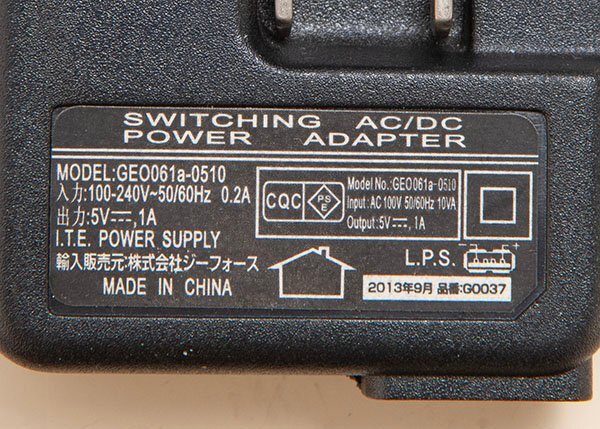 SWITCHING AC/DC
POWER ADAPTER
MODEL:GEO061a-0510
入力:100-240V~50/60Hz 0.2A
出力:5V⎓,1A
I.T.E. POWER SUPPLY
輸入販売元:株式会社ジーフォース
MADE IN CHINA
CQC
PS
E
Model No.:GEO061a-0510
Input:AC100V 50/60Hz 10VA
Output:5V⎓,1A
L.P.S.
- +
2013年9月 品番:G0037